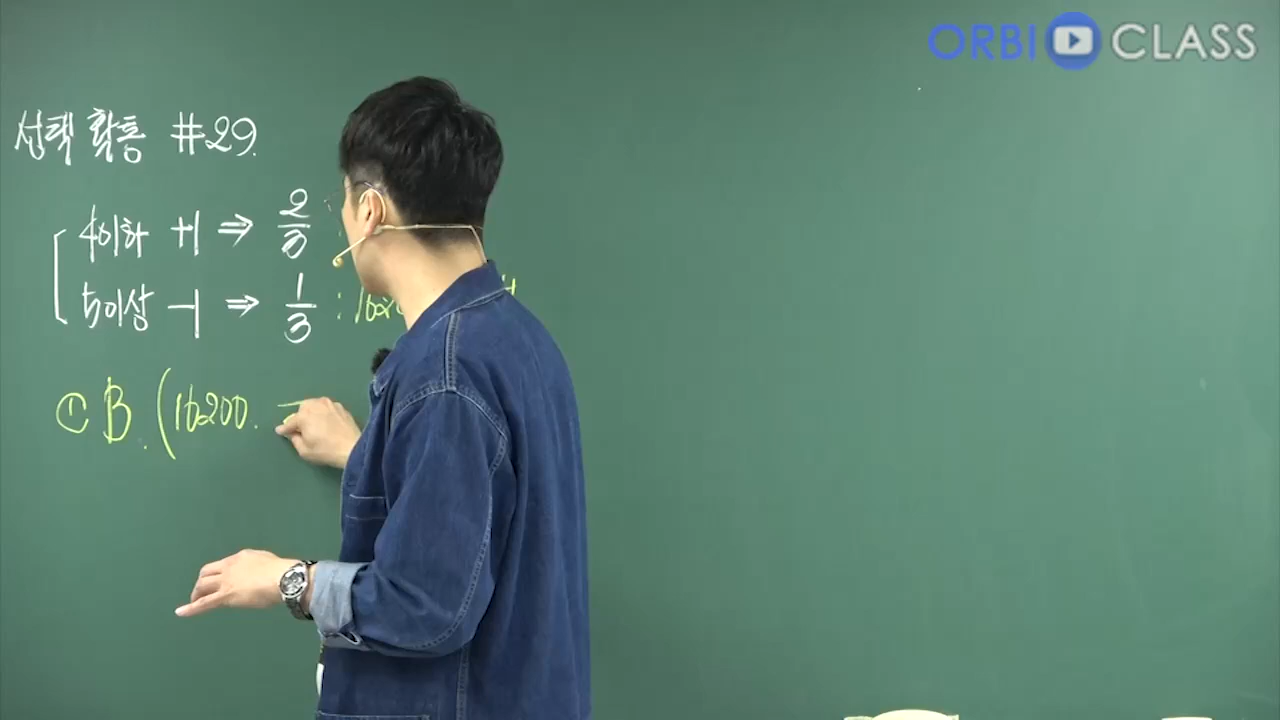 ORBI CLASS
선택 확통 #29.
4이하 +1 ⇒ 2/3
5이상 -1 ⇒ 1/3 : 16200
① B (16200.